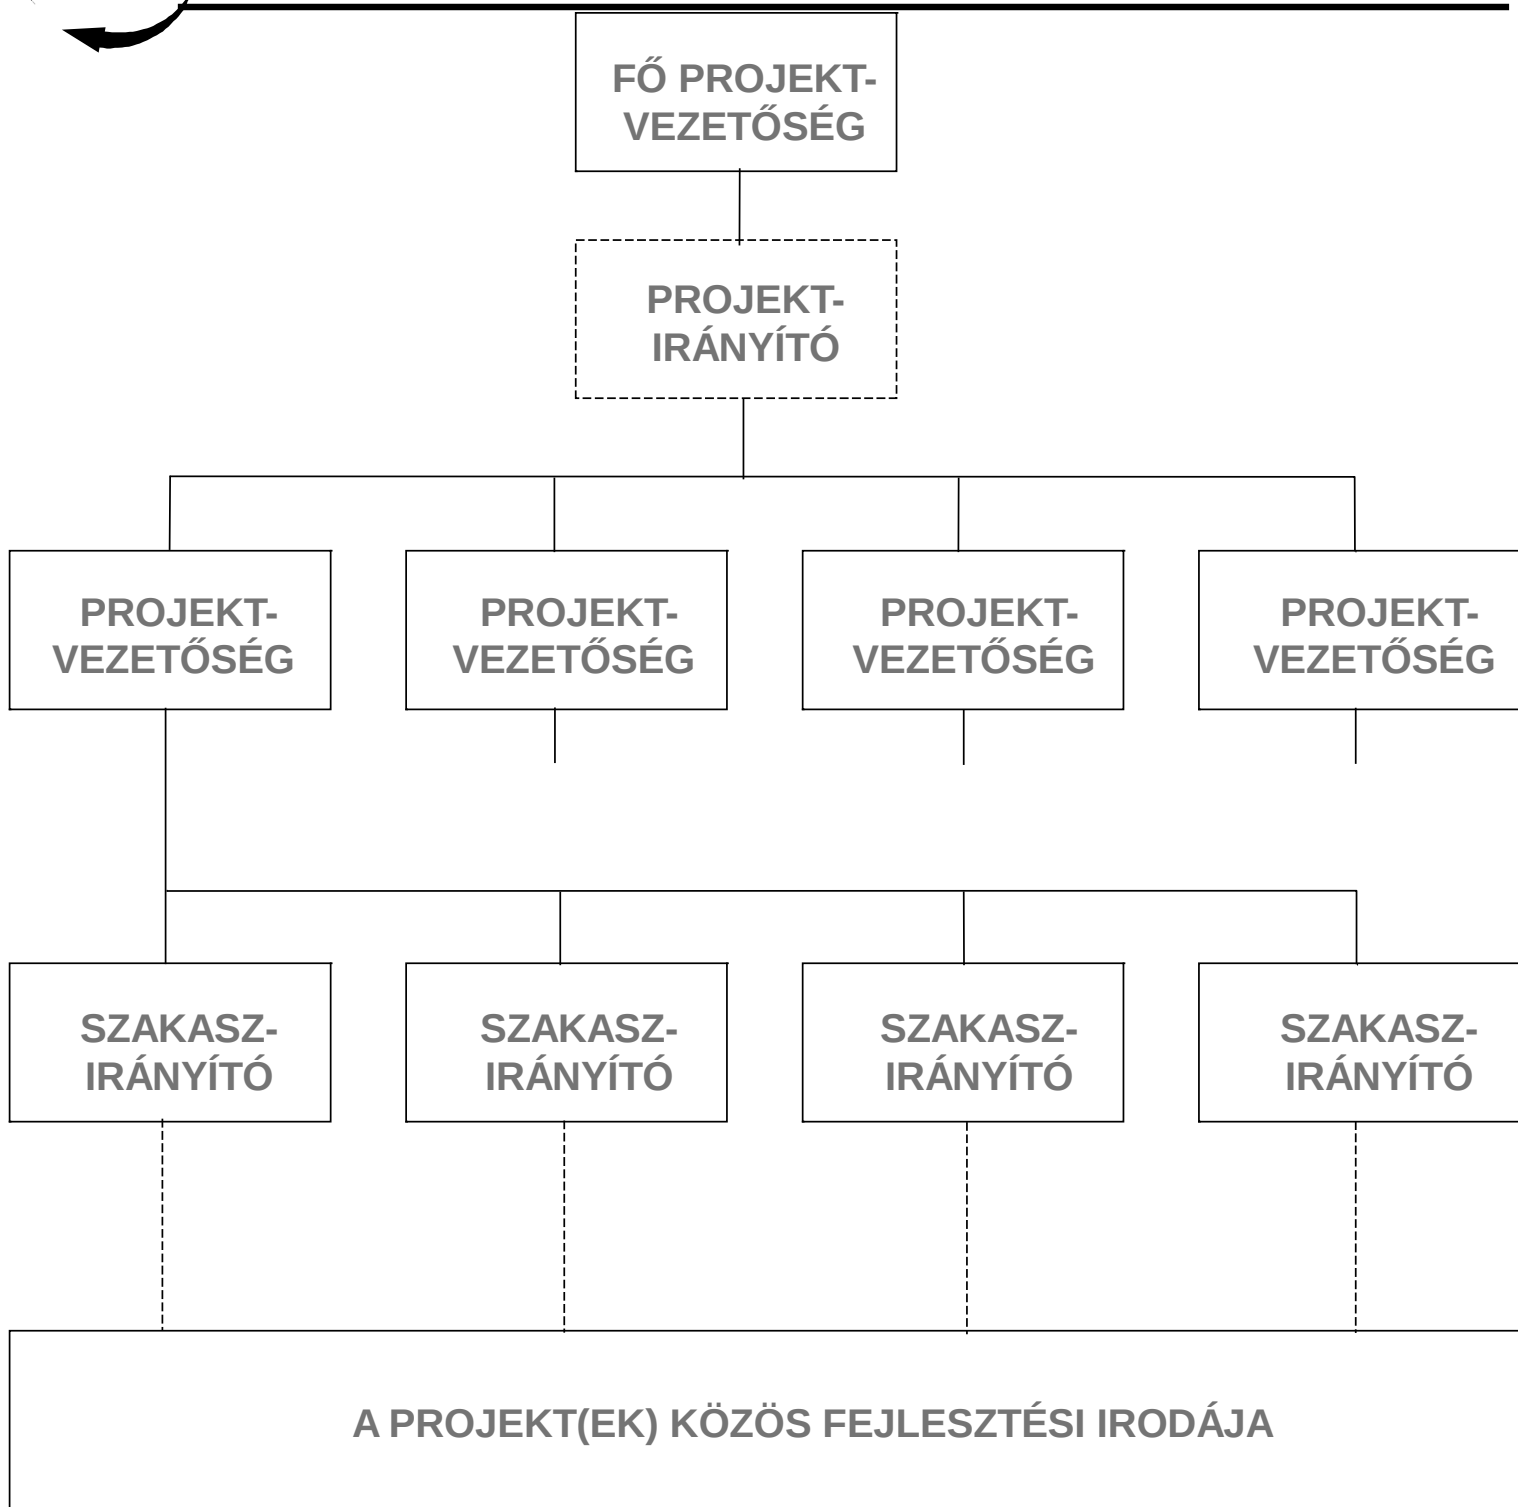 FŐ PROJEKT-
VEZETŐSÉG
PROJEKT-
IRÁNYÍTÓ
PROJEKT-
VEZETŐSÉG
PROJEKT-
VEZETŐSÉG
PROJEKT-
VEZETŐSÉG
PROJEKT-
VEZETŐSÉG
SZAKASZ-
IRÁNYÍTÓ
SZAKASZ-
IRÁNYÍTÓ
SZAKASZ-
IRÁNYÍTÓ
SZAKASZ-
IRÁNYÍTÓ
A PROJEKT(EK) KÖZÖS FEJLESZTÉSI IRODÁJA